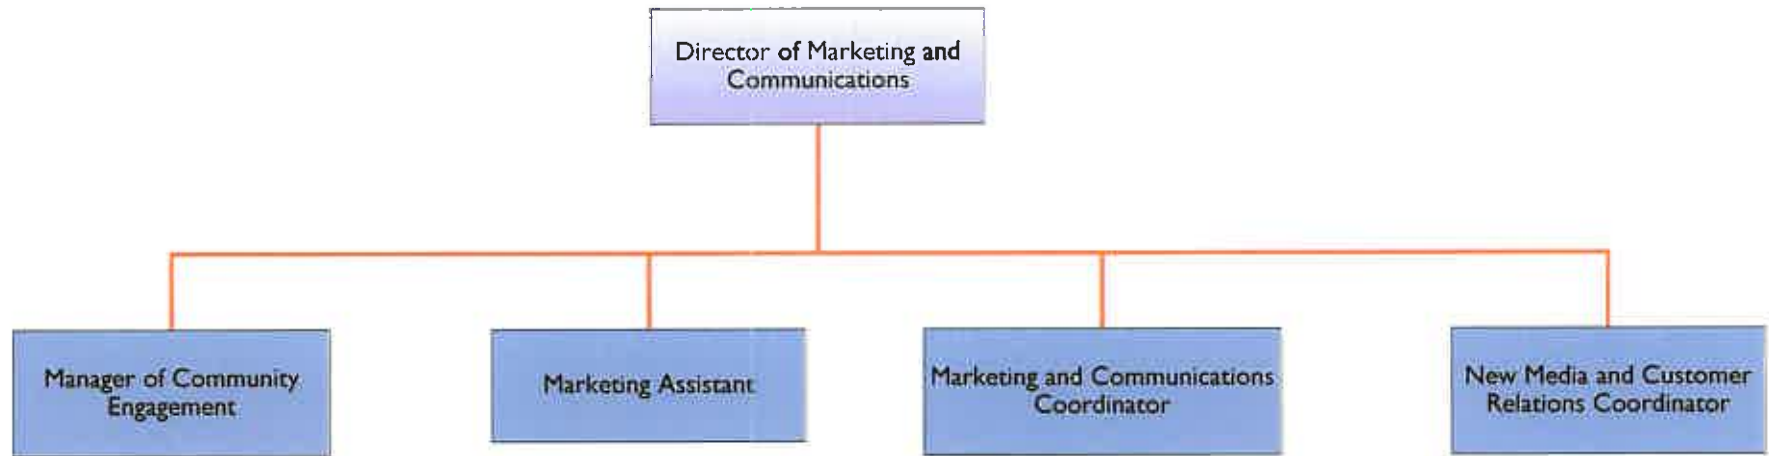 Director of Marketing and
Communications
Manager of Community
Engagement
Marketing Assistant
Marketing and Communications
Coordinator
New Media and Customer
Relations Coordinator